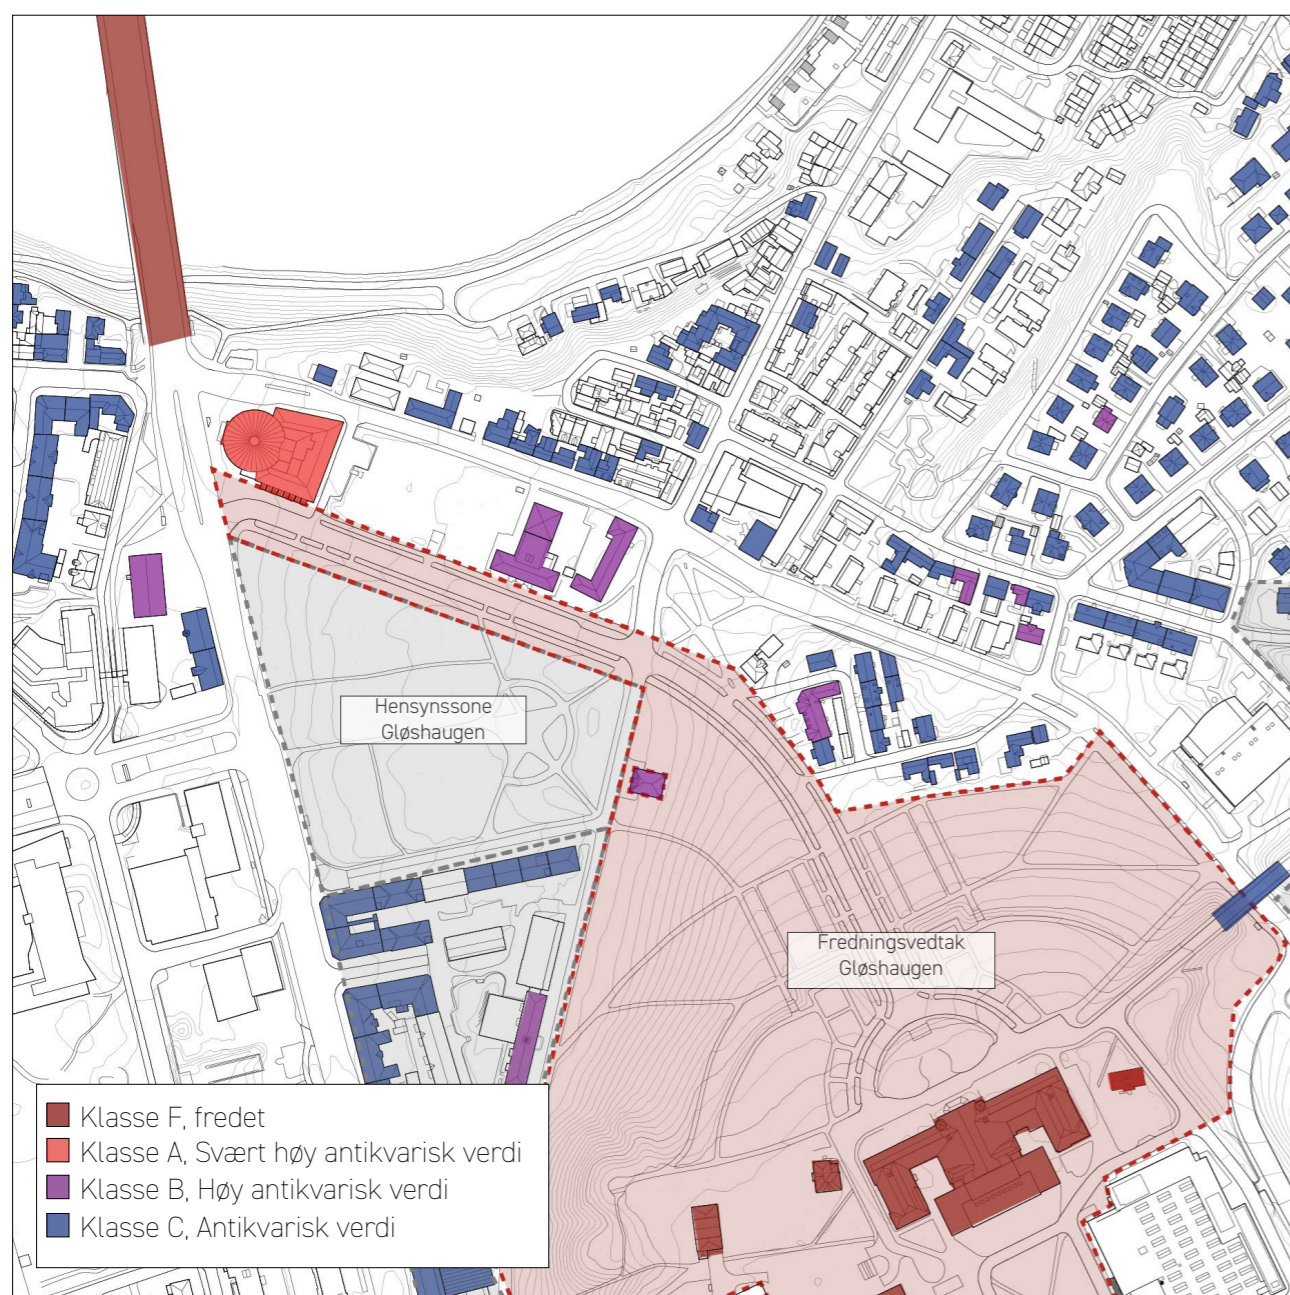 Hensynssone
Gløshaugen
Fredningsvedtak
Gløshaugen
Klasse F, fredet
Klasse A, Svært høy antikvarisk verdi
Klasse B, Høy antikvarisk verdi
Klasse C, Antikvarisk verdi